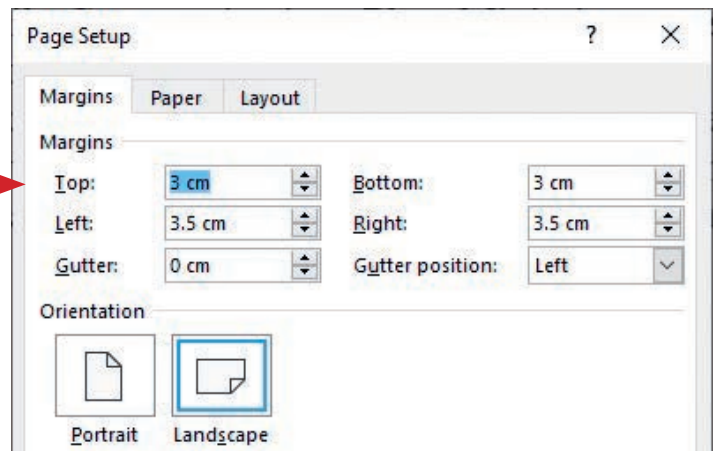 Page Setup ?
Margins Paper Layout
Margins
Top: 3 cm Bottom: 3 cm
Left: 3.5 cm Right: 3.5 cm
Gutter: 0 cm Gutter position: Left
Orientation
Portrait Landscape